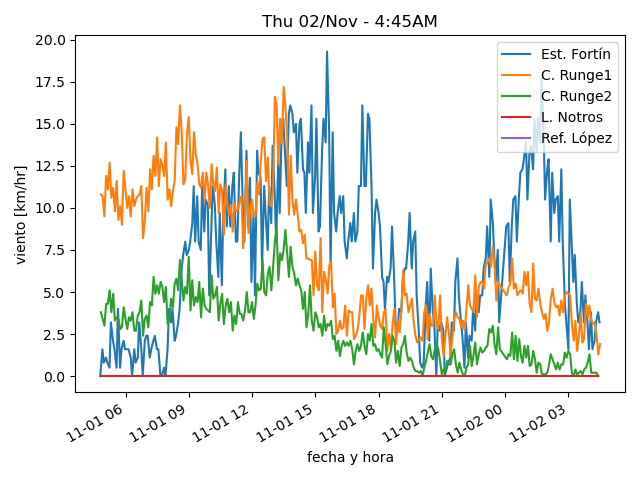 Thu 02/Nov - 4:45AM
Est. Fortín
C. Runge1
C. Runge2
L. Notros
Ref. López
viento [km/hr]
20.0
17.5
15.0
12.5
10.0
7.5
5.0
2.5
0.0
11-01 06
11-01 09
11-01 12
11-01 15
11-01 18
11-01 21
11-02 00
11-02 03
fecha y hora